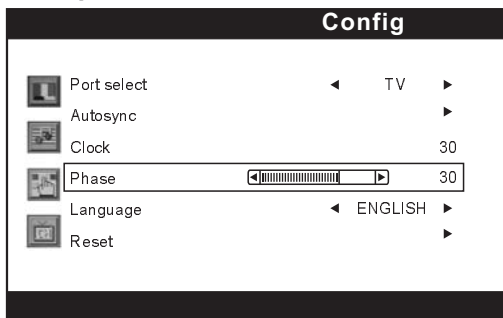 Config
Port select ◄ TV ►
Autosync ►
Clock 30
Phase 30
Language ◄ ENGLISH ►
Reset ►